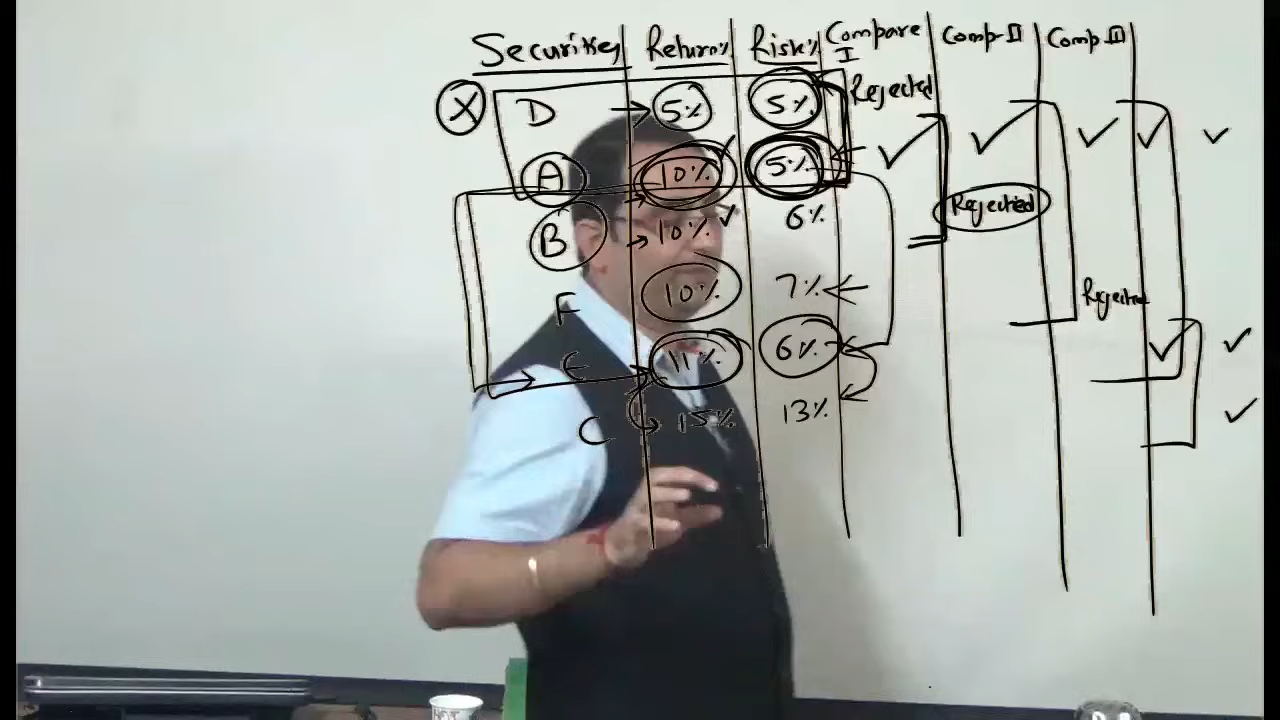 Securities Return% Risk% Compare I Comp-II Comp III
X D → 5% 5% Rejected
A 10% ✓ 5% ← ✓ ✓ ✓ ✓ ✓
B → 10% ✓ 6% Rejected
F 10% 7% ← Rejected
E 11% 6% ✓ ✓
C 15% 13% ✓